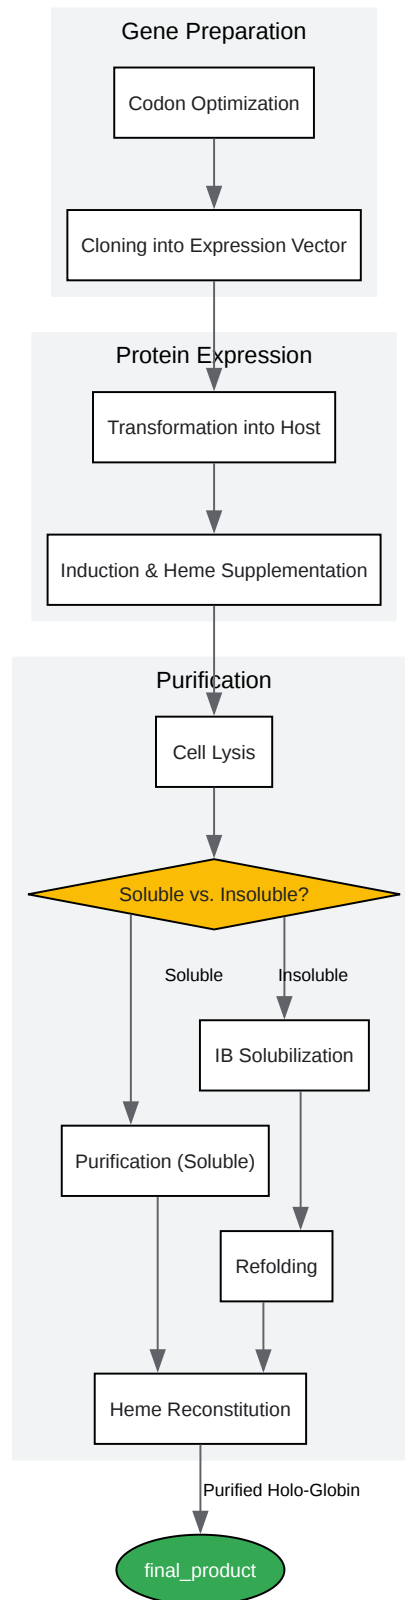 Gene Preparation
Codon Optimization
Cloning into Expression Vector
Protein Expression
Transformation into Host
Induction & Heme Supplementation
Purification
Cell Lysis
Soluble vs. Insoluble?
Soluble
Insoluble
IB Solubilization
Purification (Soluble)
Refolding
Heme Reconstitution
Purified Holo-Globin
final_product